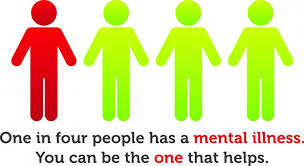 One in four people has a mental illness.
You can be the one that helps.